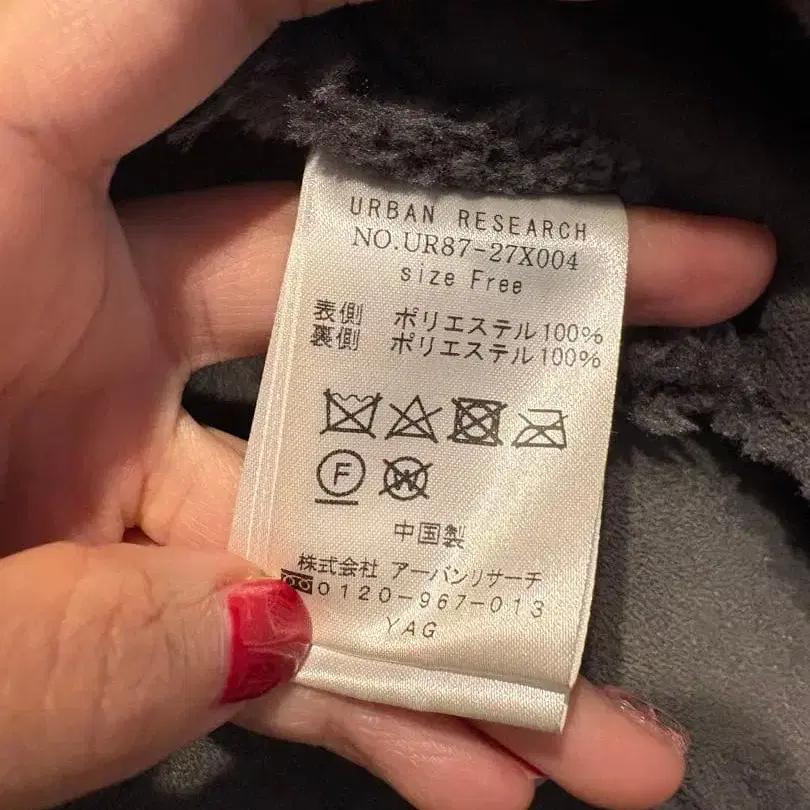 URBAN RESEARCH
NO.UR87-27X004
size Free
表側 ポリエステル100%
裏側 ポリエステル100%
F W
中国製
株式会社 アーバンリサーチ
0120-967-013
YAG